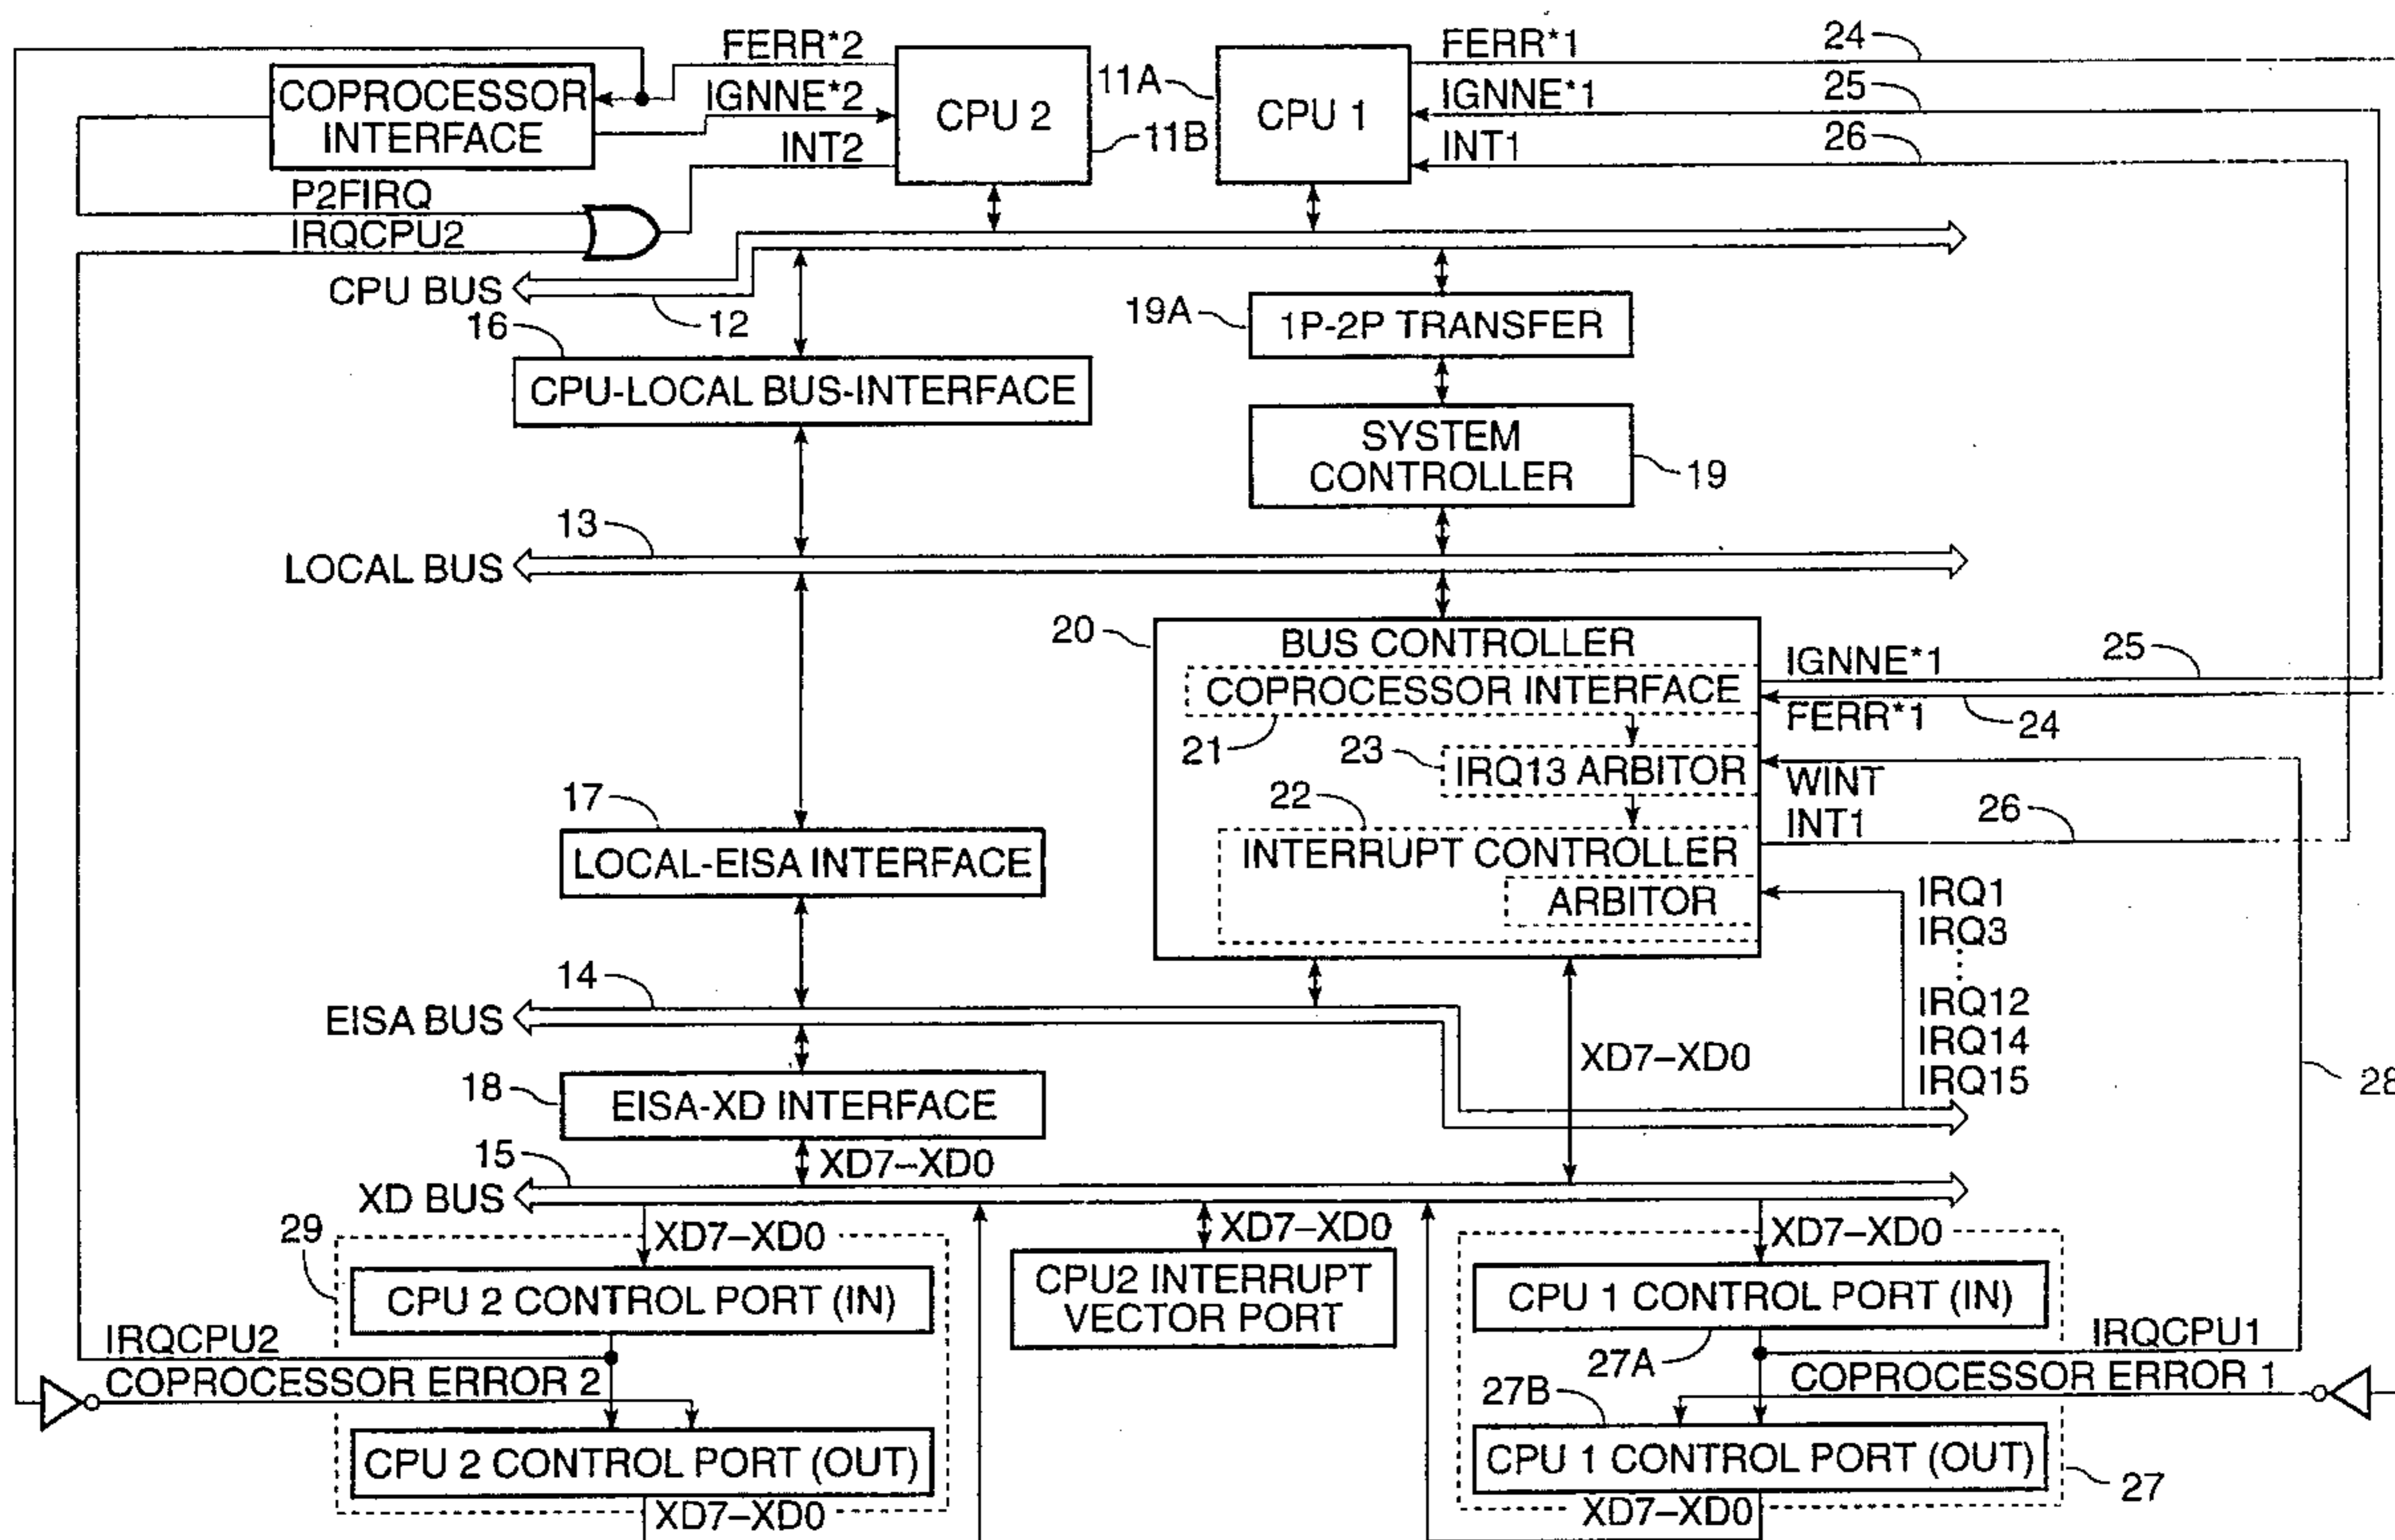 FERR*2
FERR*1
24
COPROCESSOR
INTERFACE
IGNNE*2
CPU 2
11A
CPU 1
IGNNE*1
25
INT2
11B
INT1
26
P2FIRQ
IRQCPU2
CPU BUS
12
19A
1P-2P TRANSFER
16
CPU-LOCAL BUS-INTERFACE
SYSTEM
CONTROLLER
19
13
LOCAL BUS
20
BUS CONTROLLER
IGNNE*1
25
COPROCESSOR INTERFACE
FERR*1
24
21
23
IRQ13 ARBITOR
WINT
22
INT1
26
17
LOCAL-EISA INTERFACE
INTERRUPT CONTROLLER
ARBITOR
IRQ1
IRQ3
IRQ12
IRQ14
IRQ15
14
EISA BUS
XD7–XD0
28
18
EISA-XD INTERFACE
XD7–XD0
15
XD BUS
29
XD7–XD0
XD7–XD0
XD7–XD0
CPU 2 CONTROL PORT (IN)
CPU2 INTERRUPT
VECTOR PORT
CPU 1 CONTROL PORT (IN)
IRQCPU2
IRQCPU1
27A
COPROCESSOR ERROR 2
COPROCESSOR ERROR 1
27B
CPU 2 CONTROL PORT (OUT)
CPU 1 CONTROL PORT (OUT)
27
XD7–XD0
XD7–XD0